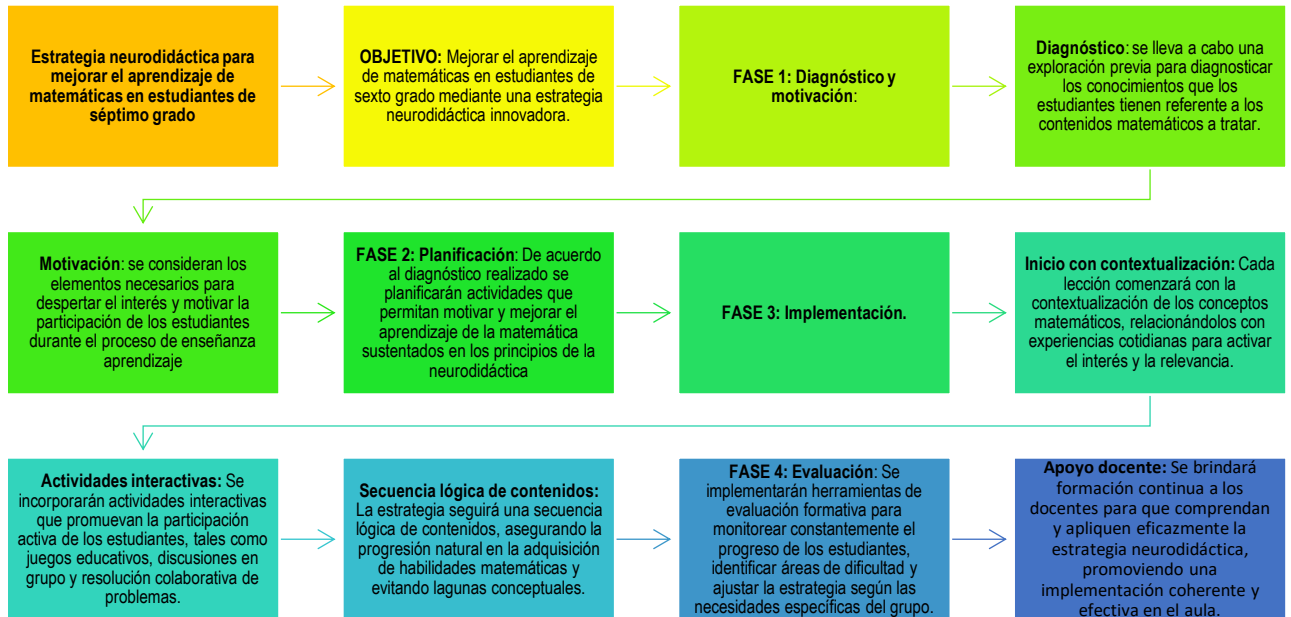 Estrategia neurodidáctica para
mejorar el aprendizaje de
matemáticas en estudiantes de
séptimo grado
OBJETIVO: Mejorar el aprendizaje
de matemáticas en estudiantes de
sexto grado mediante una estrategia
neurodidáctica innovadora.
FASE 1: Diagnóstico y
motivación:
Diagnóstico: se lleva a cabo una
exploración previa para diagnosticar
los conocimientos que los
estudiantes tienen referente a los
contenidos matemáticos a tratar.
Motivación: se consideran los
elementos necesarios para
despertar el interés y motivar la
participación de los estudiantes
durante el proceso de enseñanza
aprendizaje
FASE 2: Planificación: De acuerdo
al diagnóstico realizado se
planificarán actividades que
permitan motivar y mejorar el
aprendizaje de la matemática
sustentados en los principios de la
neurodidáctica
FASE 3: Implementación.
Inicio con contextualización: Cada
lección comenzará con la
contextualización de los conceptos
matemáticos, relacionándolos con
experiencias cotidianas para activar
el interés y la relevancia.
Actividades interactivas: Se
incorporarán actividades interactivas
que promuevan la participación
activa de los estudiantes, tales como
juegos educativos, discusiones en
grupo y resolución colaborativa de
problemas.
Secuencia lógica de contenidos:
La estrategia seguirá una secuencia
lógica de contenidos, asegurando la
progresión natural en la adquisición
de habilidades matemáticas y
evitando lagunas conceptuales.
FASE 4: Evaluación: Se
implementarán herramientas de
evaluación formativa para
monitorear constantemente el
progreso de los estudiantes,
identificar áreas de dificultad y
ajustar la estrategia según las
necesidades específicas del grupo.
Apoyo docente: Se brindará
formación continua a los
docentes para que comprendan
y apliquen eficazmente la
estrategia neurodidáctica,
promoviendo una
implementación coherente y
efectiva en el aula.